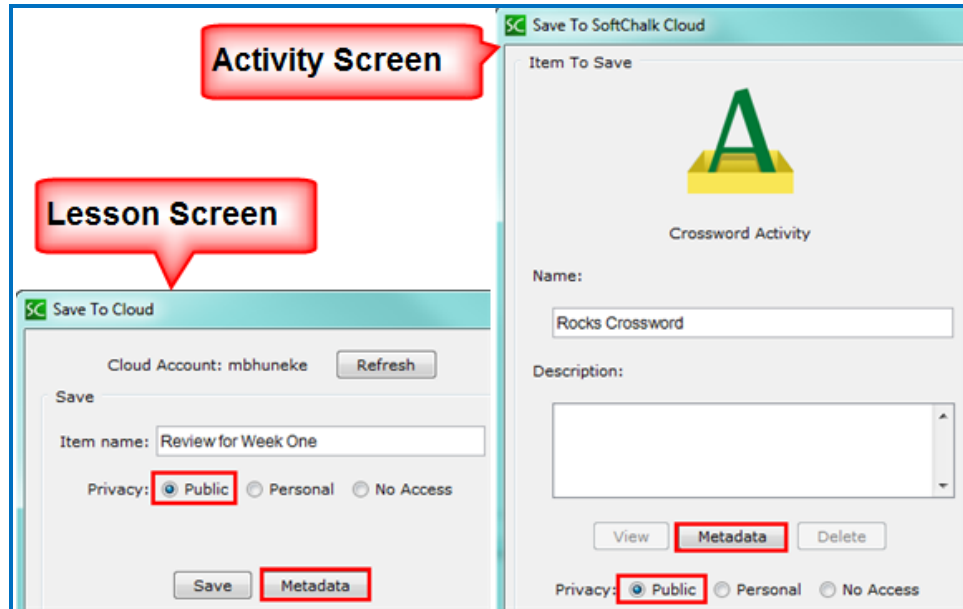 Activity Screen
Lesson Screen
SC Save To Cloud
Cloud Account: mbhuneke Refresh
Save
Item name: Review for Week One
Privacy: Public Personal No Access
Save Metadata
SC Save To SoftChalk Cloud
Item To Save
A
Crossword Activity
Name:
Rocks Crossword
Description:
View Metadata Delete
Privacy: Public Personal No Access